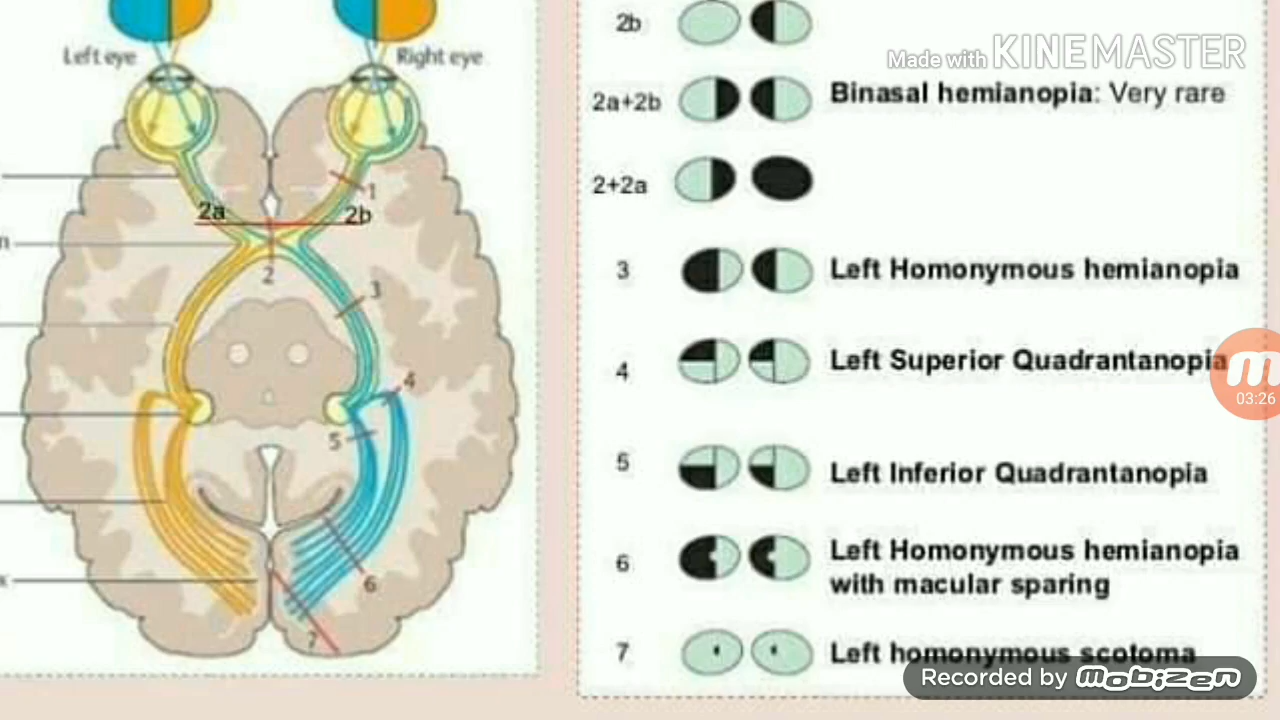 2b
Made with KINEMASTER
Left eye
Right eye
2a+2b
Binasal hemianopia: Very rare
2+2a
1
2a
2b
n
2
3
3
Left Homonymous hemianopia
4
4
Left Superior Quadrantanopia
m
03:26
5
5
Left Inferior Quadrantanopia
6
6
Left Homonymous hemianopia
with macular sparing
7
7
Left homonymous scotoma
Recorded by mobizen